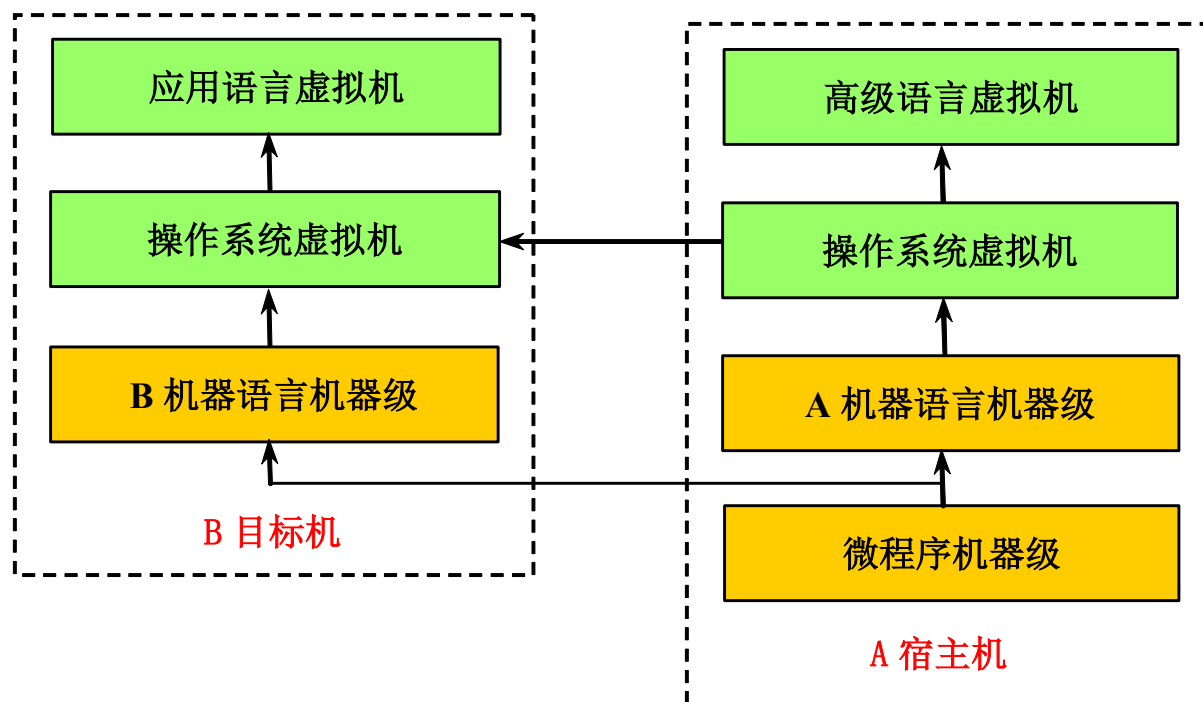 应用语言虚拟机
操作系统虚拟机
B 机器语言机器级
B 目标机
高级语言虚拟机
操作系统虚拟机
A 机器语言机器级
微程序机器级
A 宿主机